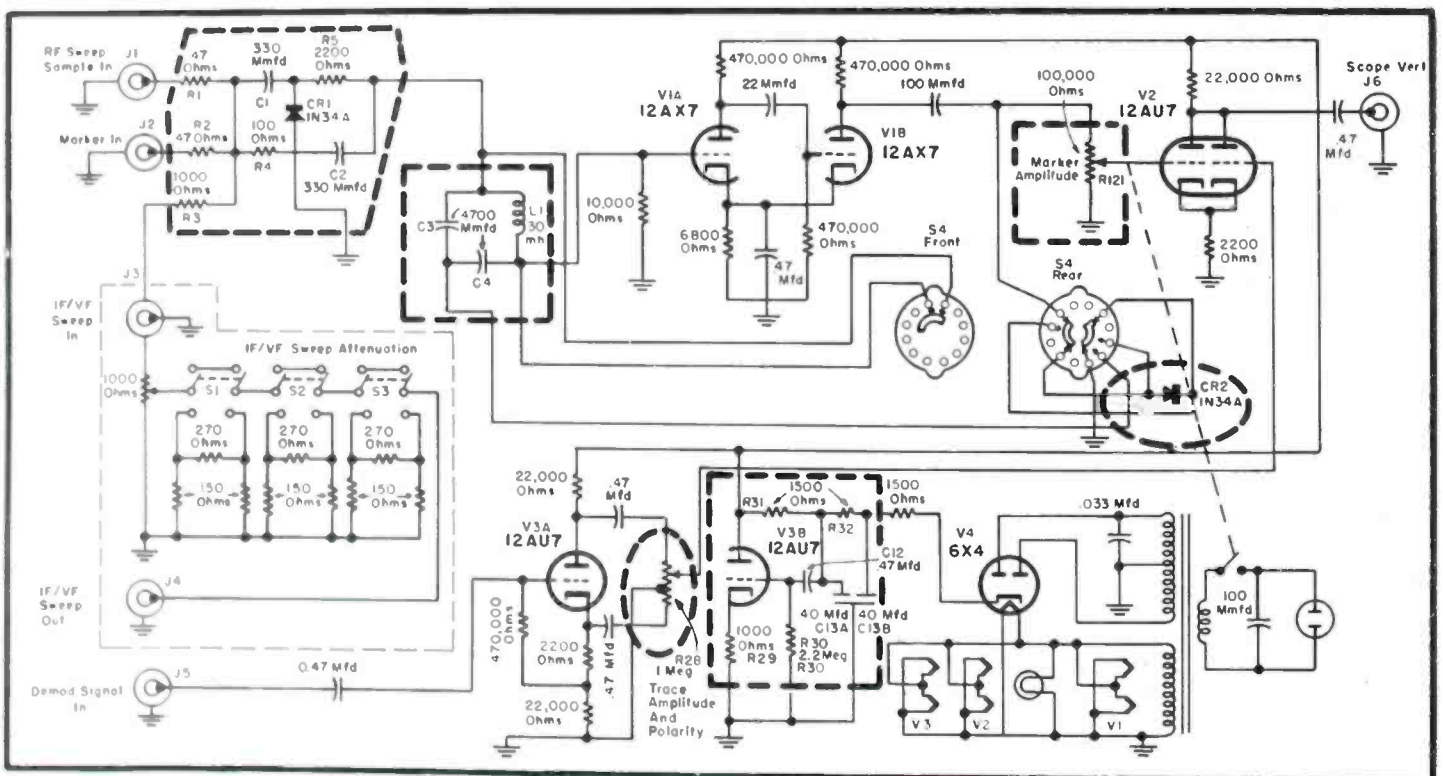 RF Sweep
Sample In
J1
47
Ohms
R1
330
Mmfd
C1
R5
2200
Ohms
CR1
1N34A
J2
Marker In
R2
47 Ohms
100
Ohms
R4
C2
330 Mmfd
1000
Ohms
R3
J3
IF/VF
Sweep
In
IF/VF Sweep Attenuation
1000
Ohms
S1
S2
S3
270
Ohms
270
Ohms
270
Ohms
150
Ohms
150
Ohms
150
Ohms
J4
IF/VF
Sweep
Out
J5
Demod Signal
In
0.47 Mfd
C3
4700
Mmfd
L1
30
mh
C4
10,000
Ohms
V1A
12AX7
470,000 Ohms
22 Mmfd
470,000 Ohms
V1B
12AX7
6800
Ohms
.47
Mfd
470,000
Ohms
100 Mmfd
100,000
Ohms
Marker
Amplitude
R121
V2
12AU7
22,000 Ohms
Scope Vert
J6
.47
Mfd
2200
Ohms
S4
Front
S4
Rear
CR2
1N34A
22,000
Ohms
.47
Mfd
V3A
12AU7
470,000
Ohms
2200
Ohms
.47 Mfd
22,000
Ohms
R28
1 Meg
Trace
Amplitude
And
Polarity
1500
Ohms
R31
R32
V3B
12AU7
C12
.47 Mfd
40 Mfd
C13A
40 Mfd
C13B
1000
Ohms
R29
R30
2.2 Meg
R30
1500
Ohms
V4
6X4
.033 Mfd
100
Mmfd
V3
V2
V1